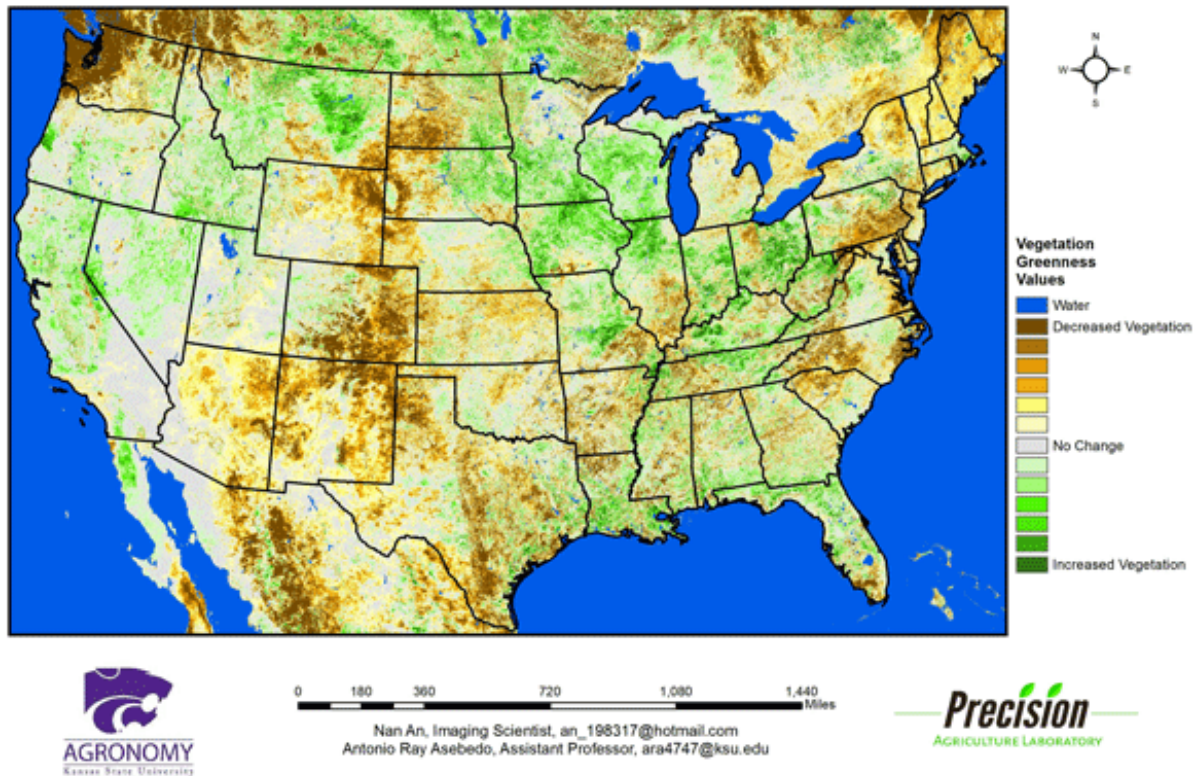 N
W
E
S
Vegetation
Greenness
Values
Water
Decreased Vegetation
No Change
Increased Vegetation
0 180 360 720 1,080 1,440
Miles
Nan An, Imaging Scientist, an_198317@hotmail.com
Antonio Ray Asebedo, Assistant Professor, ara4747@ksu.edu
AGRONOMY
Kansas State University
Precision
AGRICULTURE LABORATORY